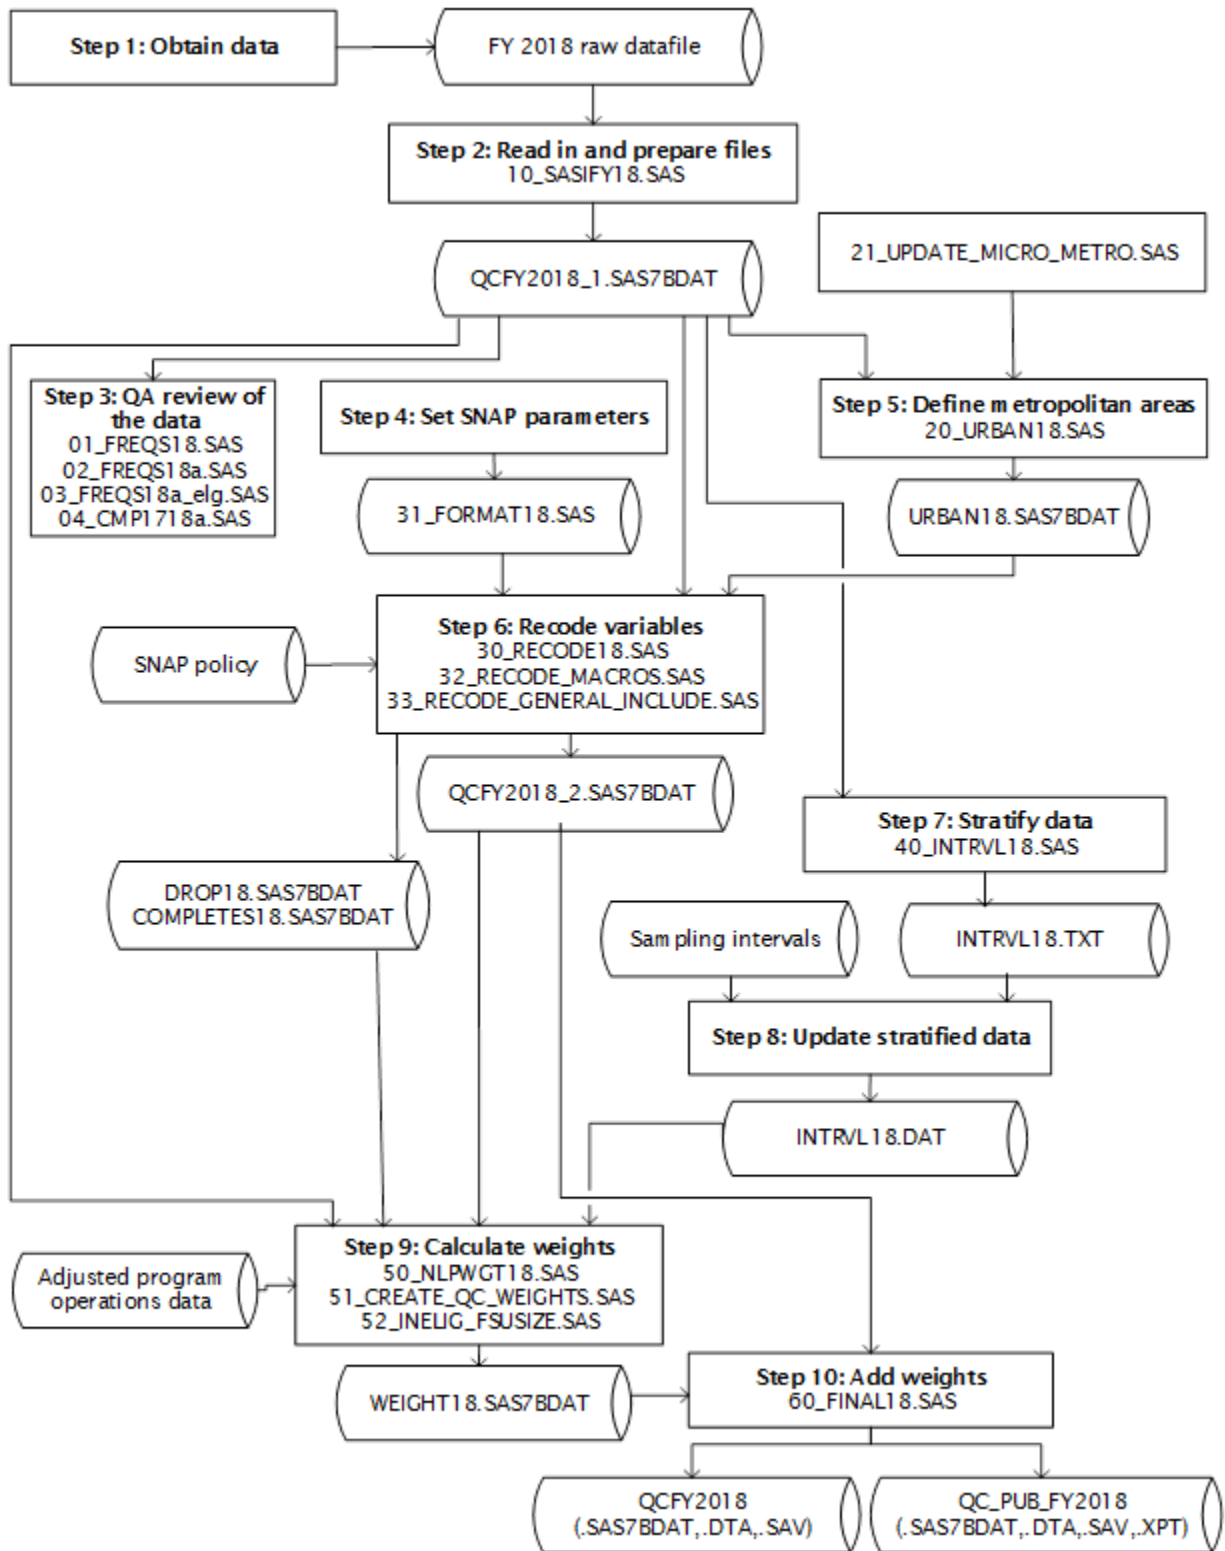 Step 1: Obtain data
FY 2018 raw datafile
Step 2: Read in and prepare files
10_SASIFY18.SAS
QCFY2018_1.SAS7BDAT
21_UPDATE_MICRO_METRO.SAS
Step 3: QA review of
the data
01_FREQS18.SAS
02_FREQS18a.SAS
03_FREQS18a_elg.SAS
04_CMP1718a.SAS
Step 4: Set SNAP parameters
31_FORMAT18.SAS
Step 5: Define metropolitan areas
20_URBAN18.SAS
URBAN18.SAS7BDAT
SNAP policy
Step 6: Recode variables
30_RECODE18.SAS
32_RECODE_MACROS.SAS
33_RECODE_GENERAL_INCLUDE.SAS
QCFY2018_2.SAS7BDAT
DROP18.SAS7BDAT
COMPLETES18.SAS7BDAT
Step 7: Stratify data
40_INTRVL18.SAS
Sampling intervals
INTRVL18.TXT
Step 8: Update stratified data
INTRVL18.DAT
Adjusted program
operations data
Step 9: Calculate weights
50_NLPWGT18.SAS
51_CREATE_QC_WEIGHTS.SAS
52_INELIG_FSUSIZE.SAS
WEIGHT18.SAS7BDAT
Step 10: Add weights
60_FINAL18.SAS
QCFY2018
(.SAS7BDAT,.DTA,.SAV)
QC_PUB_FY2018
(.SAS7BDAT,.DTA,.SAV,.XPT)